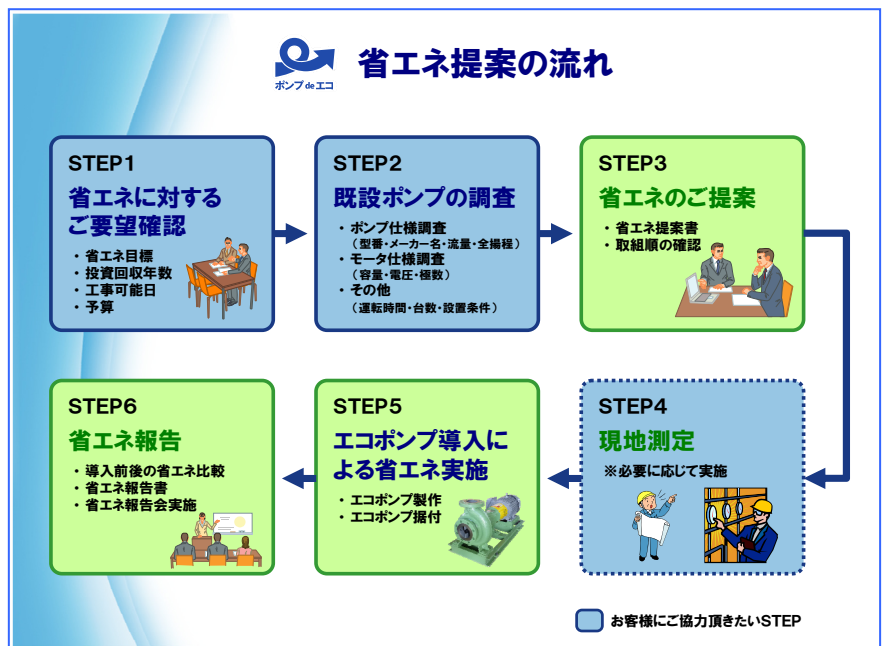 ポンプdeエコ
省エネ提案の流れ
STEP1
省エネに対する
ご要望確認
・省エネ目標
・投資回収年数
・工事可能日
・予算
STEP2
既設ポンプの調査
・ポンプ仕様調査
（型番・メーカー名・流量・全揚程）
・モータ仕様調査
（容量・電圧・極数）
・その他
（運転時間・台数・設置条件）
STEP3
省エネのご提案
・省エネ提案書
・取組順の確認
STEP4
現地測定
※必要に応じて実施
STEP5
エコポンプ導入に
よる省エネ実施
・エコポンプ製作
・エコポンプ据付
STEP6
省エネ報告
・導入前後の省エネ比較
・省エネ報告書
・省エネ報告会実施
お客様にご協力頂きたいSTEP